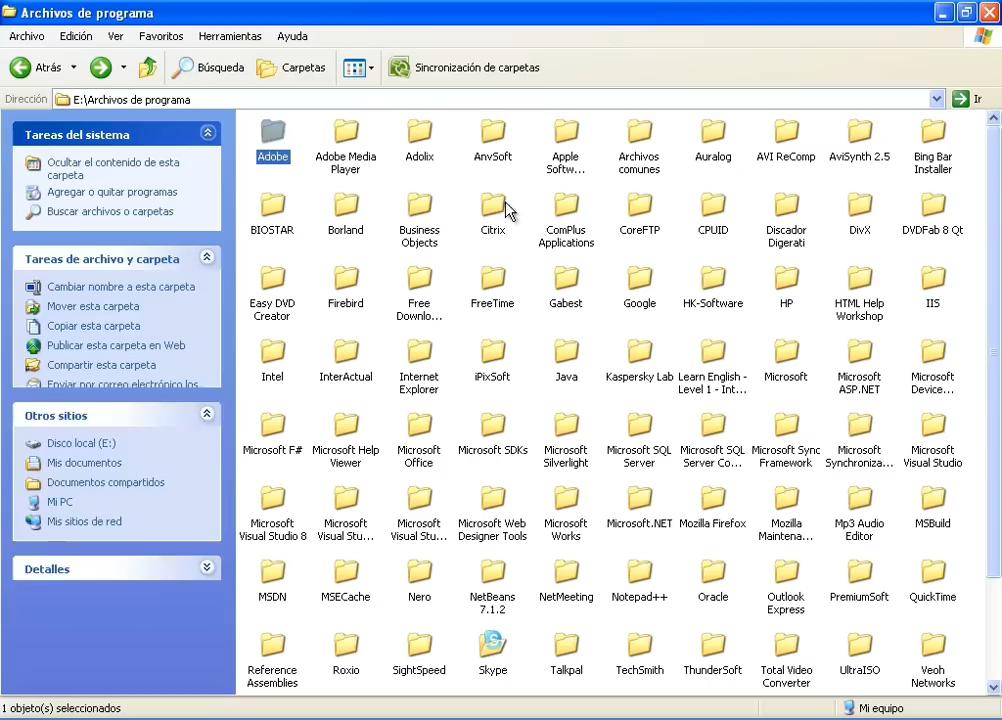 Archivos de programa
Archivo Edición Ver Favoritos Herramientas Ayuda
Atrás Búsqueda Carpetas Sincronización de carpetas
Dirección E:\Archivos de programa Ir
Tareas del sistema
Ocultar el contenido de esta
carpeta
Agregar o quitar programas
Buscar archivos o carpetas
Tareas de archivo y carpeta
Cambiar nombre a esta carpeta
Mover esta carpeta
Copiar esta carpeta
Publicar esta carpeta en Web
Compartir esta carpeta
Enviar por correo electrónico los
Otros sitios
Disco local (E:)
Mis documentos
Documentos compartidos
Mi PC
Mis sitios de red
Detalles
Adobe
Adobe Media
Player
Adolix
AnvSoft
Apple
Softw...
Archivos
comunes
Auralog
AVI ReComp
AviSynth 2.5
Bing Bar
Installer
BIOSTAR
Borland
Business
Objects
Citrix
ComPlus
Applications
CoreFTP
CPUID
Discador
Digerati
DivX
DVDFab 8 Qt
Easy DVD
Creator
Firebird
Free
Downlo...
FreeTime
Gabest
Google
HK-Software
HP
HTML Help
Workshop
IIS
Intel
InterActual
Internet
Explorer
iPixSoft
Java
Kaspersky Lab
Learn English -
Level 1 - Int...
Microsoft
Microsoft
ASP.NET
Microsoft
Device...
Microsoft F#
Microsoft Help
Viewer
Microsoft
Office
Microsoft SDKs
Microsoft
Silverlight
Microsoft SQL
Server
Microsoft SQL
Server Co...
Microsoft Sync
Framework
Microsoft
Synchroniza...
Microsoft
Visual Studio
Microsoft
Visual Studio 8
Microsoft
Visual Stu...
Microsoft
Visual Stu...
Microsoft Web
Designer Tools
Microsoft
Works
Microsoft.NET
Mozilla Firefox
Mozilla
Maintena...
Mp3 Audio
Editor
MSBuild
MSDN
MSECache
Nero
NetBeans
7.1.2
NetMeeting
Notepad++
Oracle
Outlook
Express
PremiumSoft
QuickTime
Reference
Assemblies
Roxio
SightSpeed
Skype
Talkpal
TechSmith
ThunderSoft
Total Video
Converter
UltraISO
Veoh
Networks
1 objeto(s) seleccionados
Mi equipo